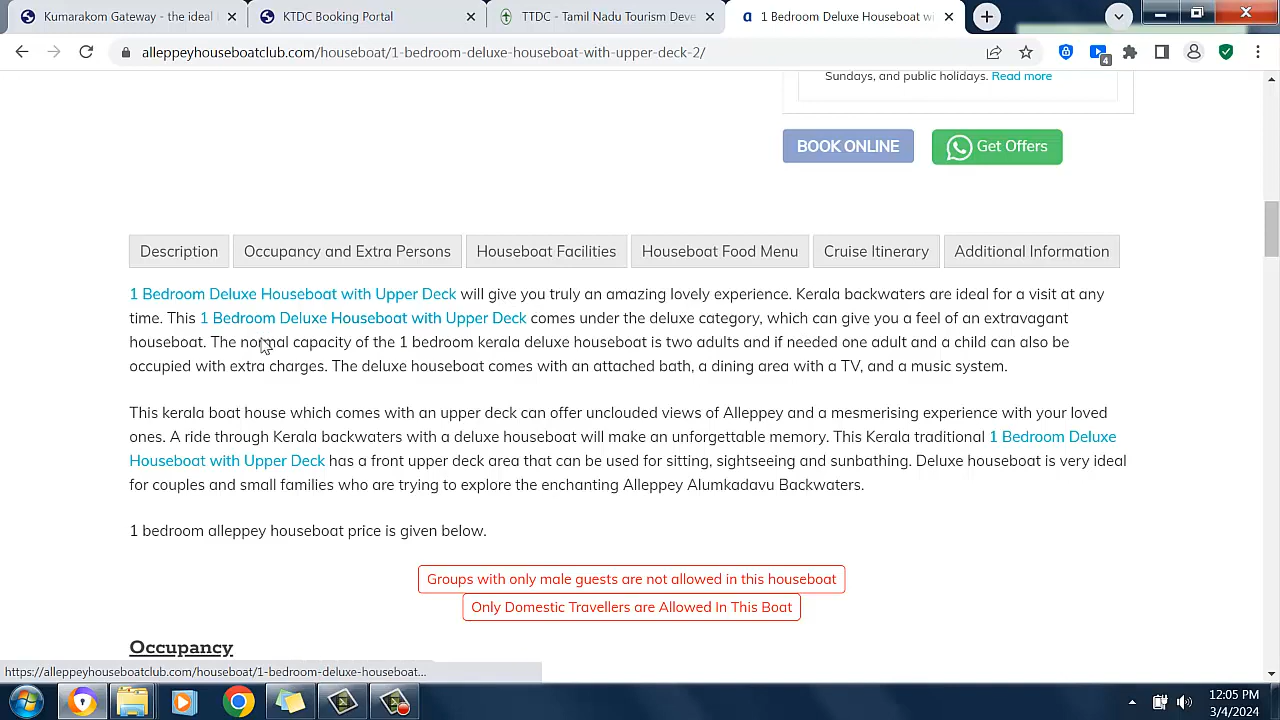 Kumarakom Gateway - the ideal
KTDC Booking Portal
TTDC - Tamil Nadu Tourism Deve
1 Bedroom Deluxe Houseboat wi
alleppeyhouseboatclub.com/houseboat/1-bedroom-deluxe-houseboat-with-upper-deck-2/
4
Sundays, and public holidays. Read more
BOOK ONLINE
Get Offers
Description
Occupancy and Extra Persons
Houseboat Facilities
Houseboat Food Menu
Cruise Itinerary
Additional Information
1 Bedroom Deluxe Houseboat with Upper Deck will give you truly an amazing lovely experience. Kerala backwaters are ideal for a visit at any
time. This 1 Bedroom Deluxe Houseboat with Upper Deck comes under the deluxe category, which can give you a feel of an extravagant
houseboat. The normal capacity of the 1 bedroom kerala deluxe houseboat is two adults and if needed one adult and a child can also be
occupied with extra charges. The deluxe houseboat comes with an attached bath, a dining area with a TV, and a music system.
This kerala boat house which comes with an upper deck can offer unclouded views of Alleppey and a mesmerising experience with your loved
ones. A ride through Kerala backwaters with a deluxe houseboat will make an unforgettable memory. This Kerala traditional 1 Bedroom Deluxe
Houseboat with Upper Deck has a front upper deck area that can be used for sitting, sightseeing and sunbathing. Deluxe houseboat is very ideal
for couples and small families who are trying to explore the enchanting Alleppey Alumkadavu Backwaters.
1 bedroom alleppey houseboat price is given below.
Groups with only male guests are not allowed in this houseboat
Only Domestic Travellers are Allowed In This Boat
Occupancy
https://alleppeyhouseboatclub.com/houseboat/1-bedroom-deluxe-houseboat...
12:05 PM
3/4/2024